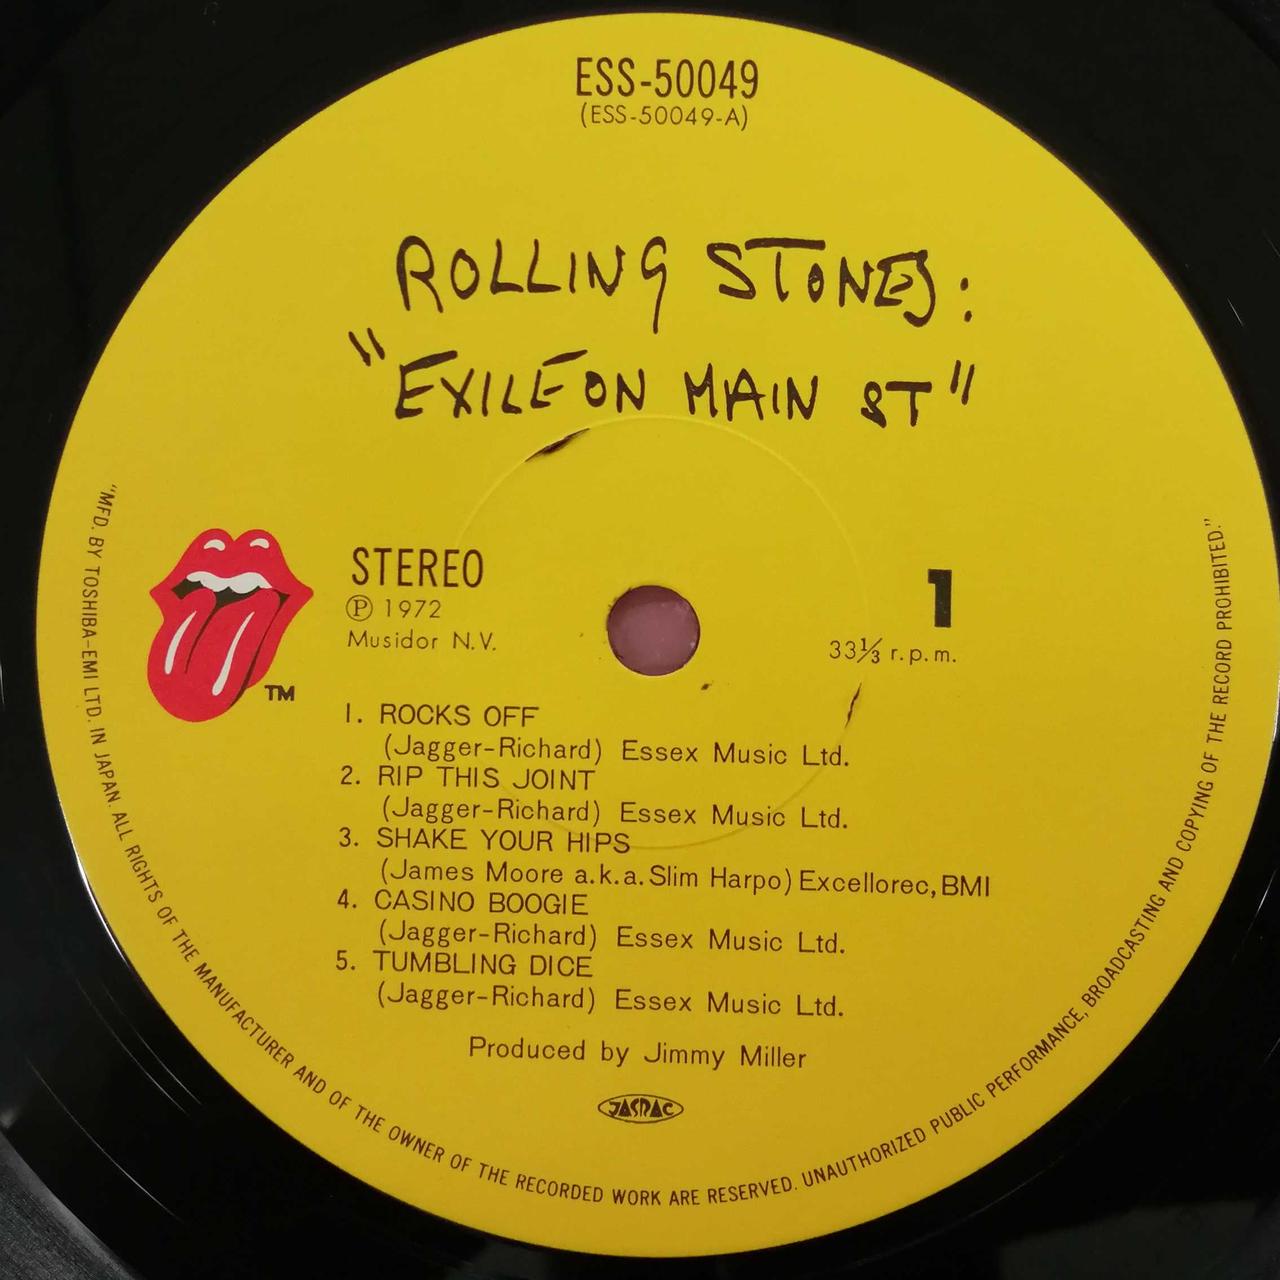 ESS-50049
(ESS-50049-A)
ROLLING STONES:
"EXILE ON MAIN ST"
STEREO
Ⓟ 1972
Musidor N.V.
TM
1
33⅓ r.p.m.
1. ROCKS OFF
(Jagger-Richard) Essex Music Ltd.
2. RIP THIS JOINT
(Jagger-Richard) Essex Music Ltd.
3. SHAKE YOUR HIPS
(James Moore a.k.a. Slim Harpo) Excellorec, BMI
4. CASINO BOOGIE
(Jagger-Richard) Essex Music Ltd.
5. TUMBLING DICE
(Jagger-Richard) Essex Music Ltd.
Produced by Jimmy Miller
JASRAC
"MFD. BY TOSHIBA-EMI LTD. IN JAPAN. ALL RIGHTS OF THE MANUFACTURER AND OF THE OWNER OF THE RECORDED WORK ARE RESERVED. UNAUTHORIZED PUBLIC PERFORMANCE, BROADCASTING AND COPYING OF THE RECORD PROHIBITED."